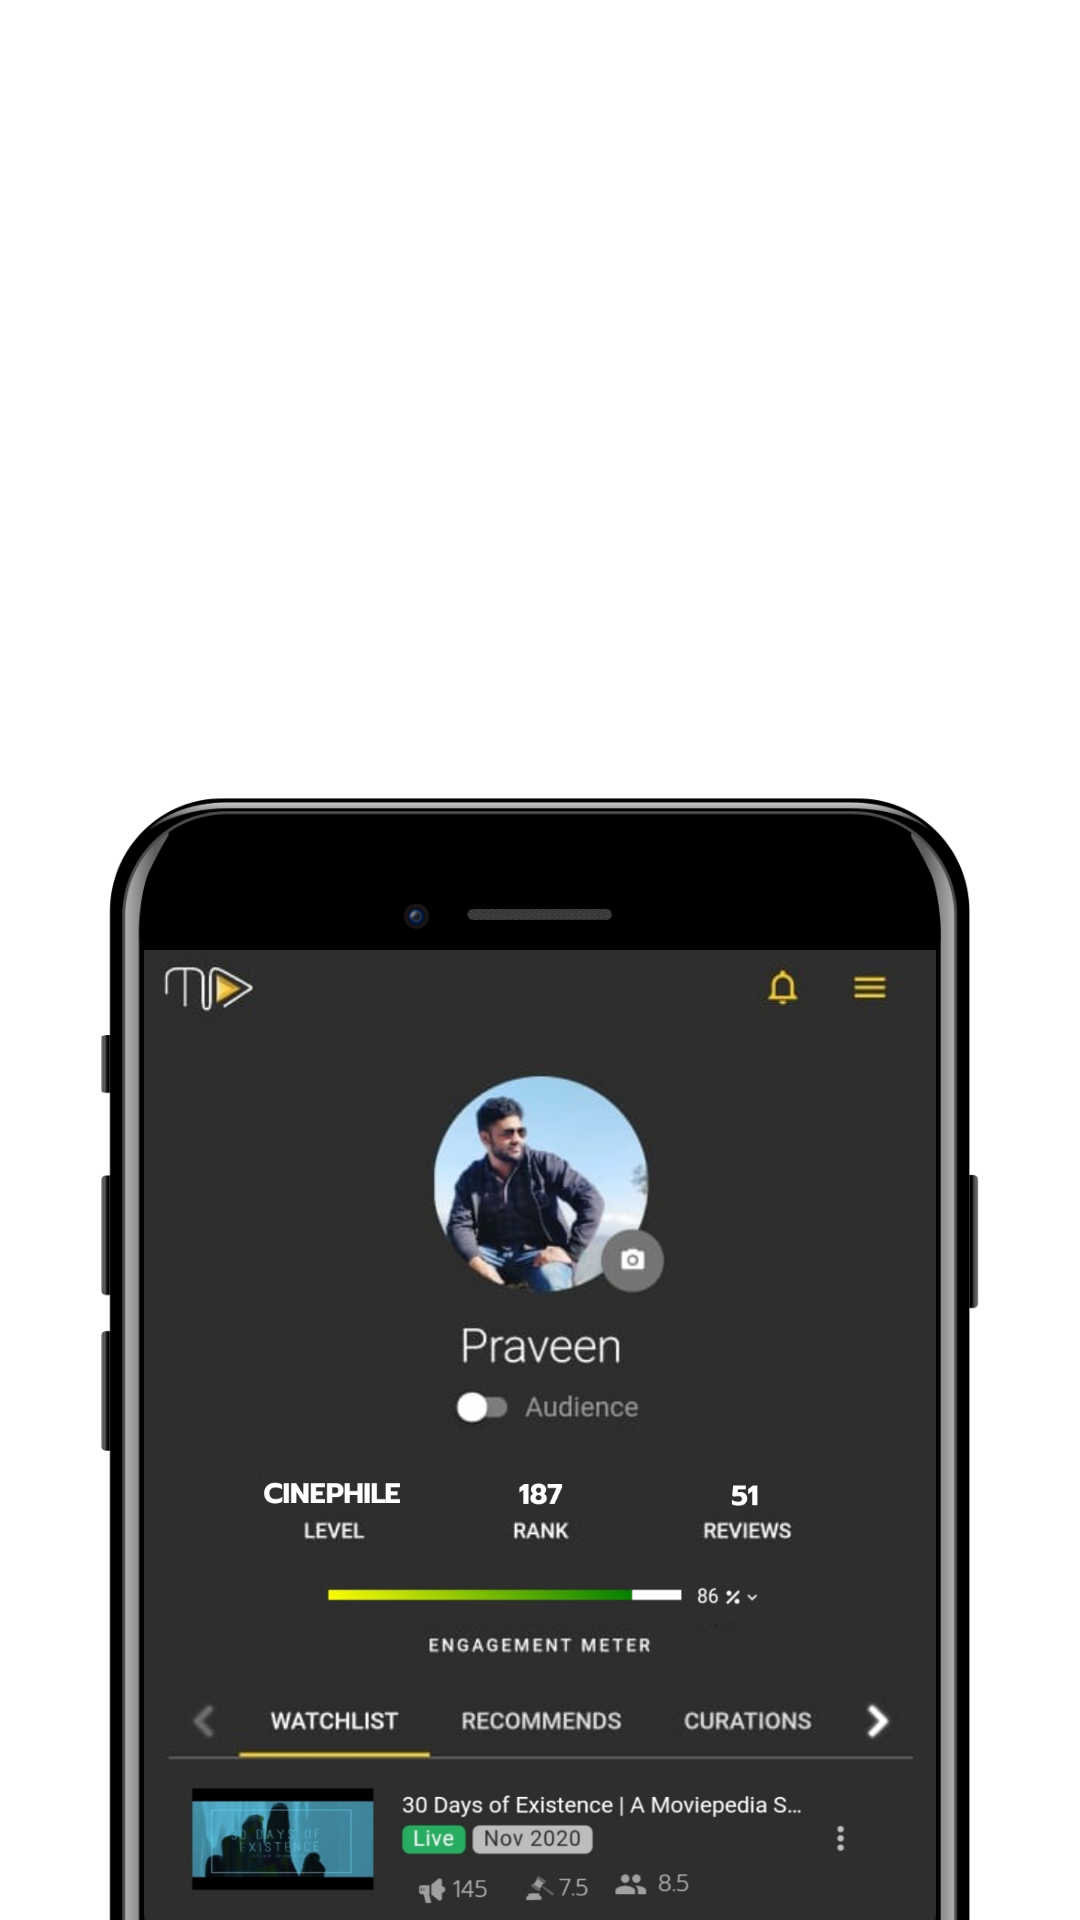 Praveen
Audience
CINEPHILE 187 51
LEVEL RANK REVIEWS
86 %
ENGAGEMENT METER
WATCHLIST RECOMMENDS CURATIONS
30 Days of Existence | A Moviepedia S...
30 DAYS OF
EXISTENCE
Live Nov 2020
145 7.5 8.5